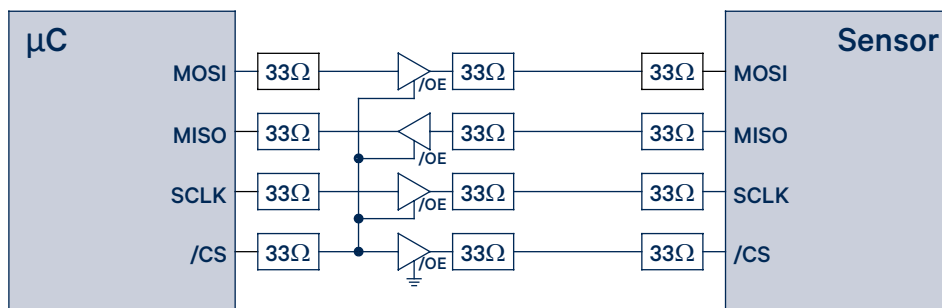 μC Sensor
MOSI 33Ω /OE 33Ω 33Ω MOSI
MISO 33Ω /OE 33Ω 33Ω MISO
SCLK 33Ω /OE 33Ω 33Ω SCLK
/CS 33Ω /OE 33Ω 33Ω /CS